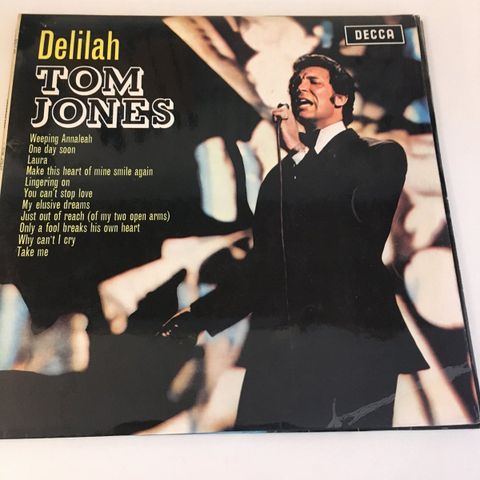 Delilah
DECCA
TOM
JONES
Weeping Annaleah
One day soon
Laura
Make this heart of mine smile again
Lingering on
You can't stop love
My elusive dreams
Just out of reach (of my two open arms)
Only a fool breaks his own heart
Why can't I cry
Take me